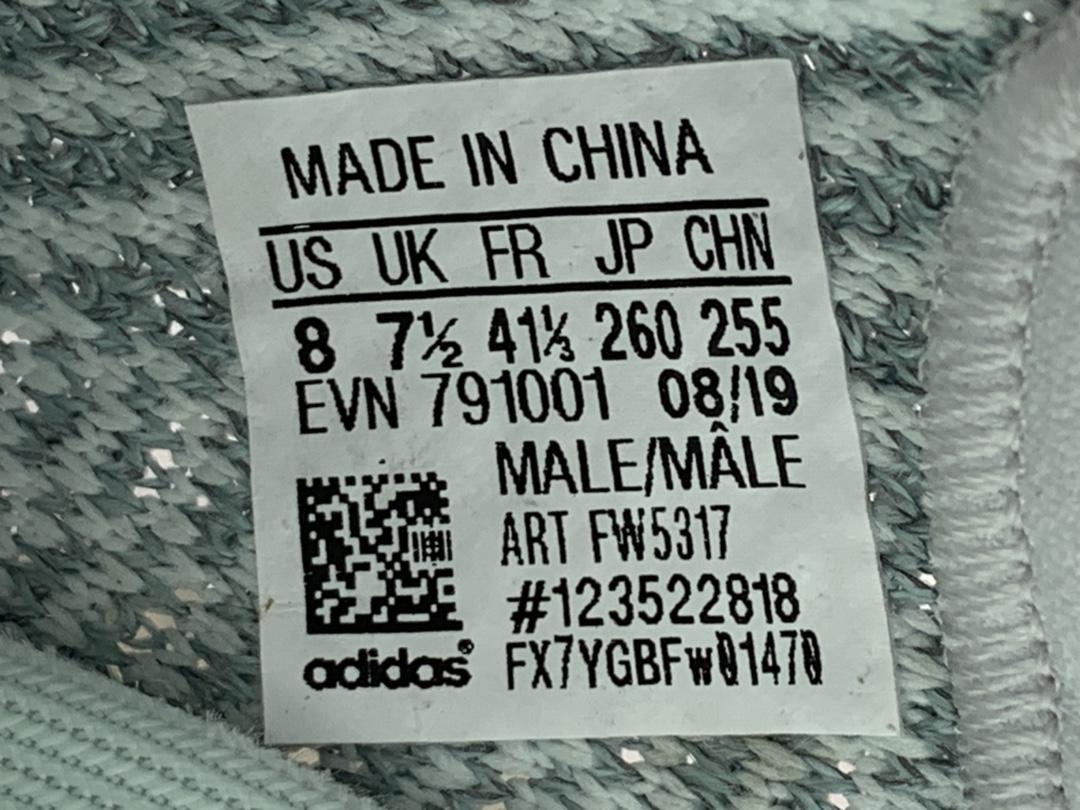 MADE IN CHINA
US UK FR JP CHN
8 7½ 41⅓ 260 255
EVN 791001 08/19
MALE/MÂLE
ART FW5317
#123522818
adidas® FX7YGBFw01470